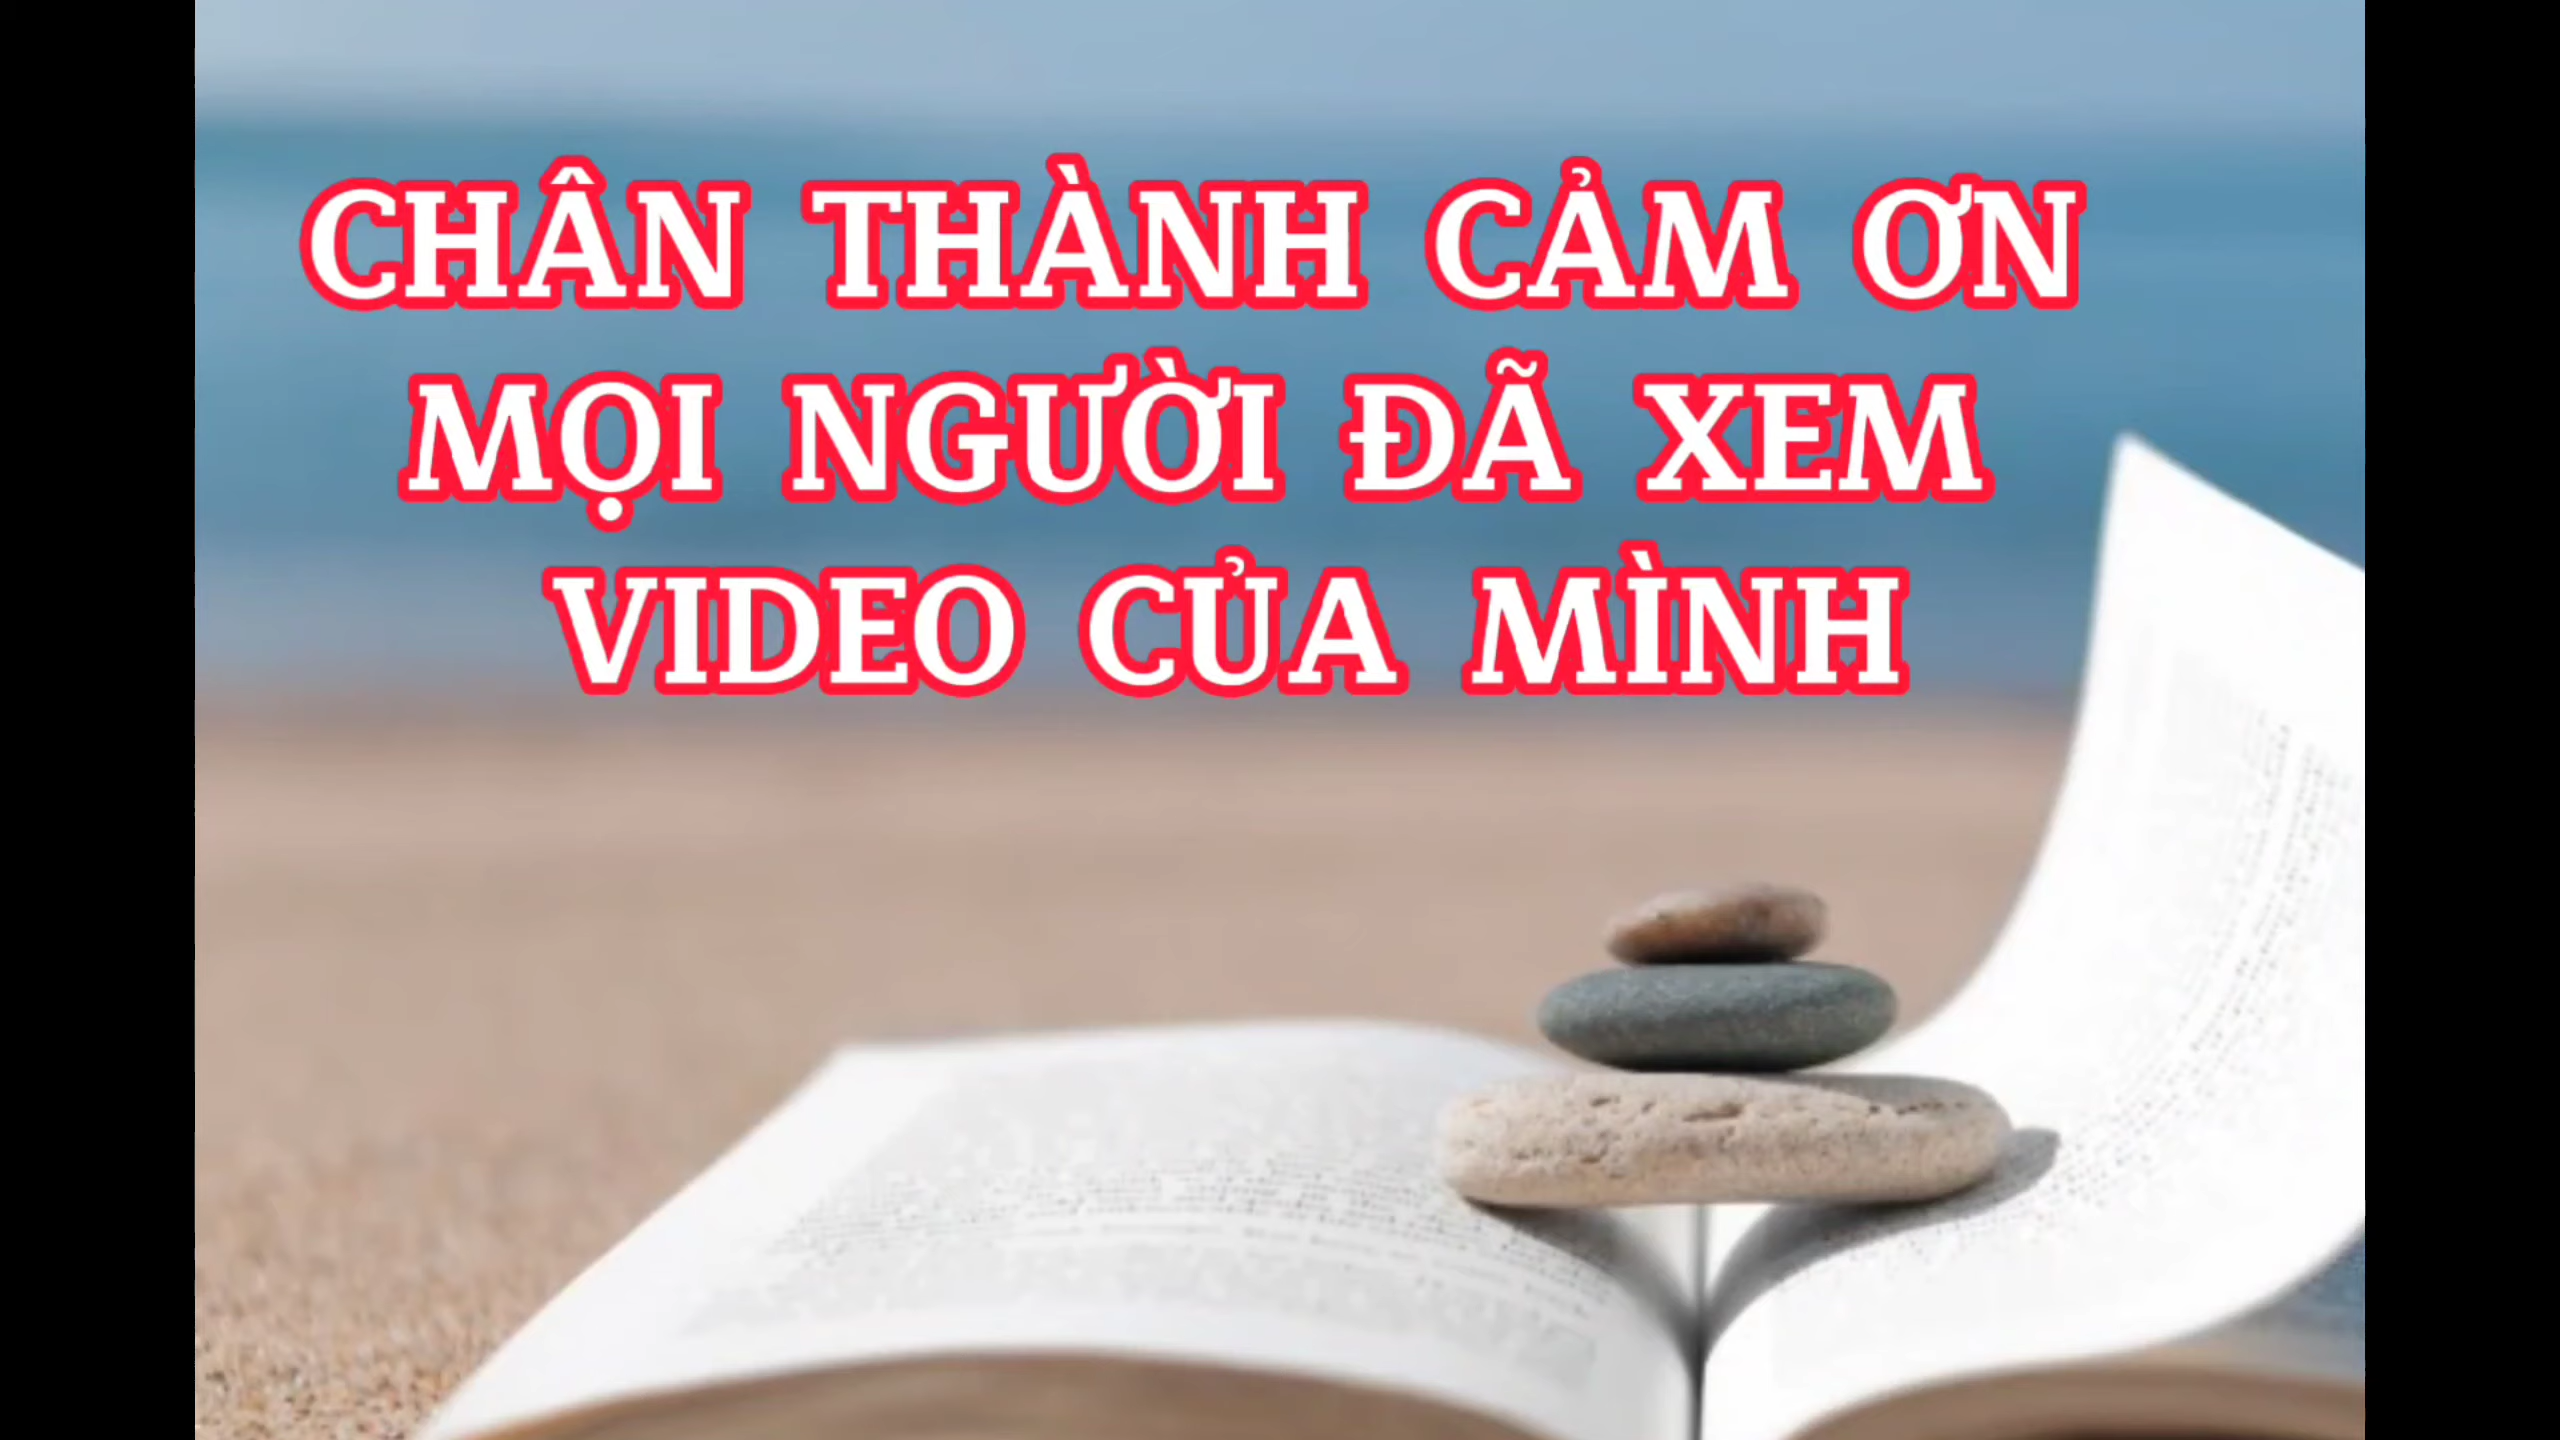 CHÂN THÀNH CẢM ƠN
MỌI NGƯỜI ĐÃ XEM
VIDEO CỦA MÌNH